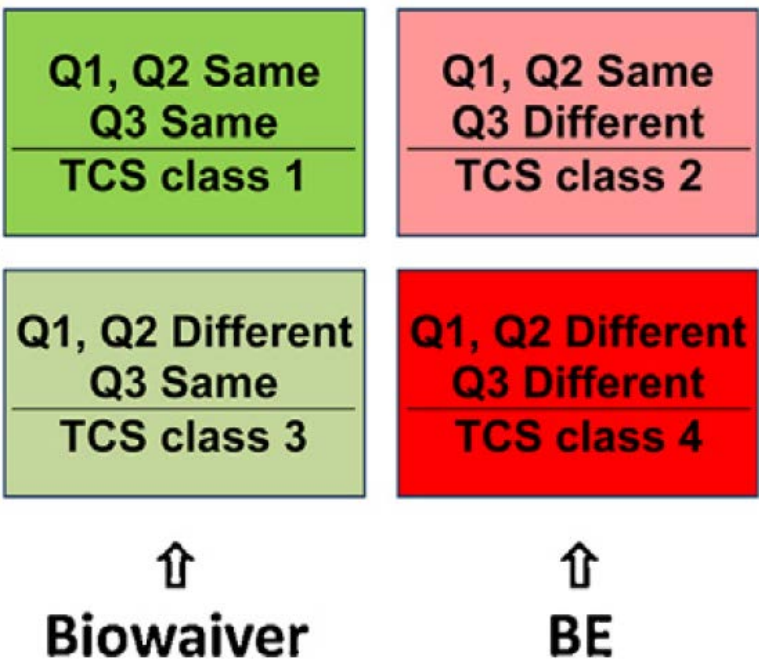 Q1, Q2 Same
Q3 Same
TCS class 1
Q1, Q2 Same
Q3 Different
TCS class 2
Q1, Q2 Different
Q3 Same
TCS class 3
Q1, Q2 Different
Q3 Different
TCS class 4
Biowaiver
BE